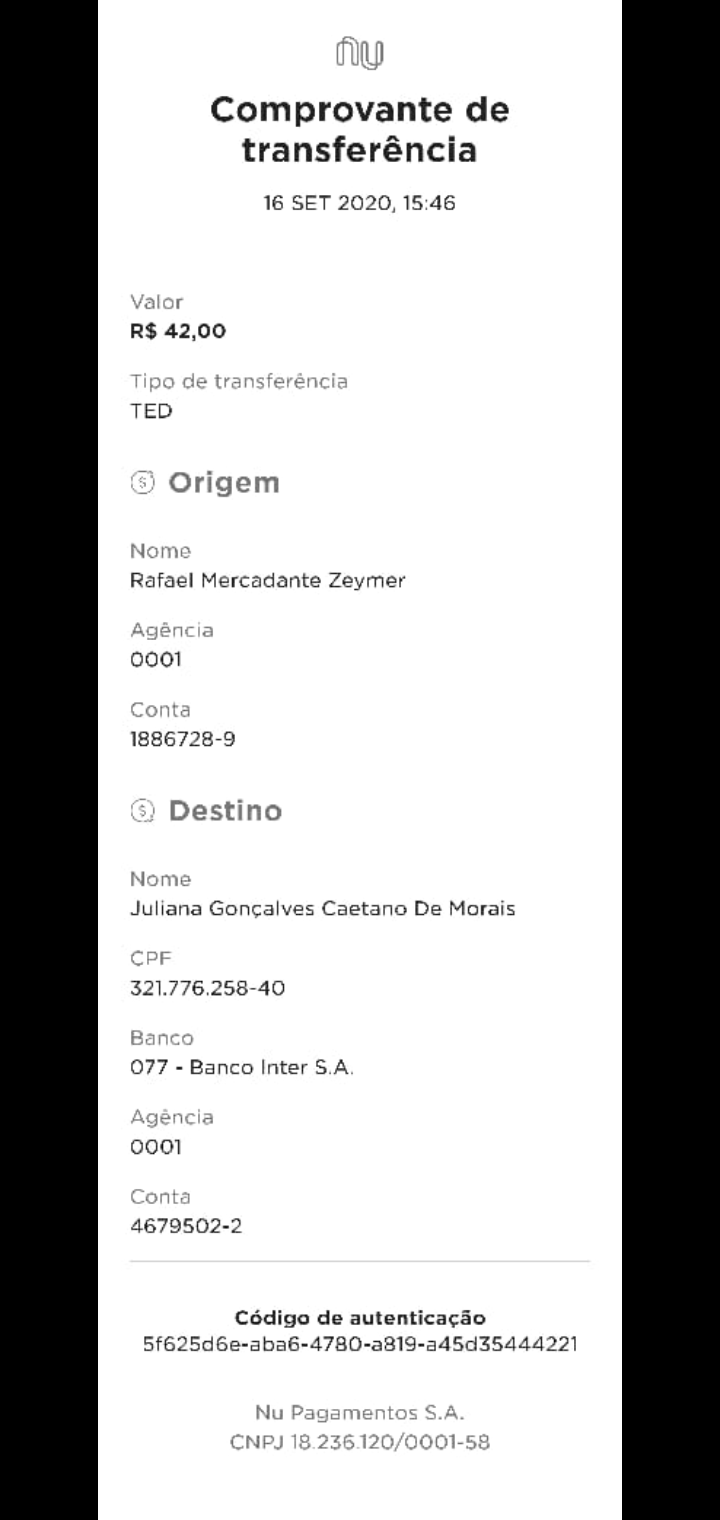 nu
Comprovante de
transferência
16 SET 2020, 15:46
Valor
R$ 42,00
Tipo de transferência
TED
Origem
Nome
Rafael Mercadante Zeymer
Agência
0001
Conta
1886728-9
Destino
Nome
Juliana Gonçalves Caetano De Morais
CPF
321.776.258-40
Banco
077 - Banco Inter S.A.
Agência
0001
Conta
4679502-2
Código de autenticação
5f625d6e-aba6-4780-a819-a45d35444221
Nu Pagamentos S.A.
CNPJ 18.236.120/0001-58